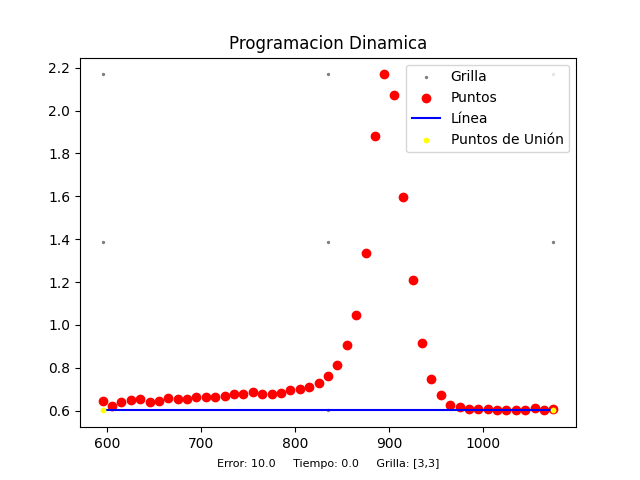 Programacion Dinamica
Grilla
Puntos
Línea
Puntos de Unión
2.2
2.0
1.8
1.6
1.4
1.2
1.0
0.8
0.6
600 700 800 900 1000
Error: 10.0 Tiempo: 0.0 Grilla: [3,3]